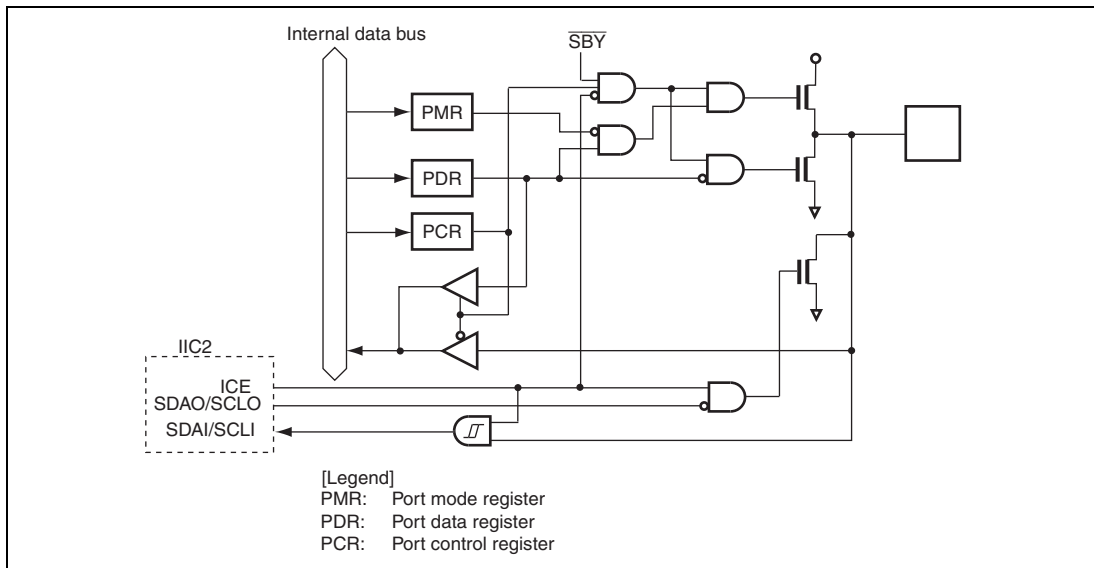 Internal data bus
SBY
PMR
PDR
PCR
IIC2
ICE
SDAO/SCLO
SDAI/SCLI
[Legend]
PMR: Port mode register
PDR: Port data register
PCR: Port control register